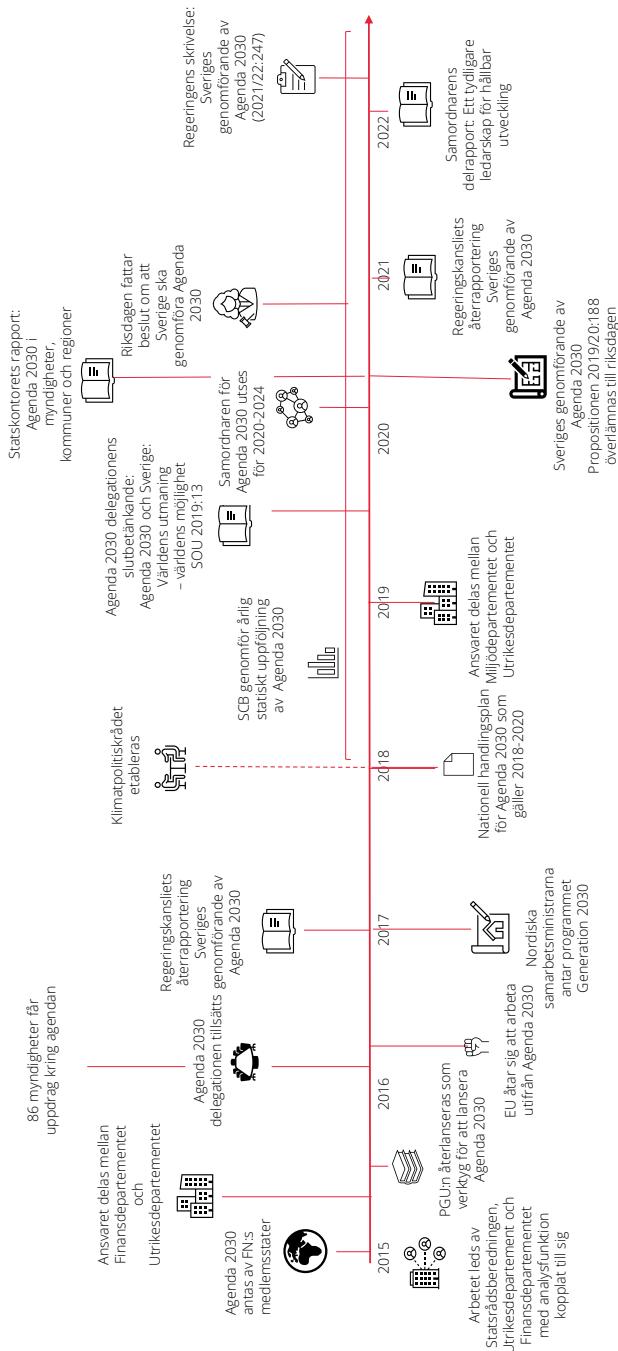 Agenda 2030
antas av FN:s
medlemsstater
Ansvaret delas mellan
Finansdepartementet
och
Utrikesdepartementet
86 myndigheter får
uppdrag kring agendan
Agenda 2030
delegationen tillsätts
Regeringskansliets
återrapportering
Sveriges
genomförande av
Agenda 2030
Klimatpolitiskrådet
etableras
SCB genomför årlig
statiskt uppföljning
av Agenda 2030
Agenda 2030 delegationens
slutbetänkande:
Agenda 2030 och Sverige:
Världens utmaning
– världens möjlighet
SOU 2019:13
Samordnaren för
Agenda 2030 utses
för 2020-2024
Statskontorets rapport:
Agenda 2030 i
myndigheter,
kommuner och regioner
Riksdagen fattar
beslut om att
Sverige ska
genomföra Agenda
2030
Regeringens skrivelse:
Sveriges
genomförande av
Agenda 2030
(2021/22:247)
2015
2016
2017
2018
2019
2020
2021
2022
Arbetet leds av
Statsrådsberedningen,
Utrikesdepartement och
Finansdepartementet
med analysfunktion
kopplat till sig
PGU:n återlanseras som
verktyg för att lansera
Agenda 2030
EU åtar sig att arbeta
utifrån Agenda 2030
Nordiska
samarbetsministrarna
antar programmet
Generation 2030
Nationell handlingsplan
för Agenda 2030 som
gäller 2018-2020
Ansvaret delas mellan
Miljödepartementet och
Utrikesdepartementet
Sveriges genomförande av
Agenda 2030
Propositionen 2019/20:188
överlämnas till riksdagen
Regeringskansliets
återrapportering
Sveriges
genomförande av
Agenda 2030
Samordnarens
delrapport: Ett tydligare
ledarskap för hållbar
utveckling